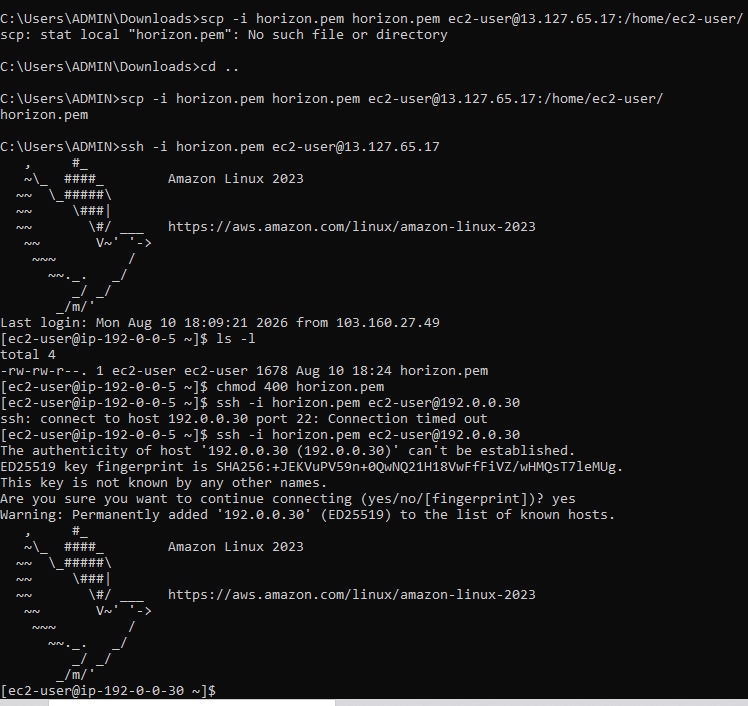 C:\Users\ADMIN\Downloads>scp -i horizon.pem horizon.pem ec2-user@13.127.65.17:/home/ec2-user/
scp: stat local "horizon.pem": No such file or directory
C:\Users\ADMIN\Downloads>cd ..
C:\Users\ADMIN>scp -i horizon.pem horizon.pem ec2-user@13.127.65.17:/home/ec2-user/
horizon.pem
C:\Users\ADMIN>ssh -i horizon.pem ec2-user@13.127.65.17
   ,     #_
   ~\_  ####_        Amazon Linux 2023
  ~~  \_#####\
  ~~     \###|
  ~~       \#/ ___   https://aws.amazon.com/linux/amazon-linux-2023
   ~~       V~' '->
    ~~~         /
      ~~._.   _/
         _/ _/
       _/m/'
Last login: Mon Aug 10 18:09:21 2026 from 103.160.27.49
[ec2-user@ip-192-0-0-5 ~]$ ls -l
total 4
-rw-rw-r--. 1 ec2-user ec2-user 1678 Aug 10 18:24 horizon.pem
[ec2-user@ip-192-0-0-5 ~]$ chmod 400 horizon.pem
[ec2-user@ip-192-0-0-5 ~]$ ssh -i horizon.pem ec2-user@192.0.0.30
ssh: connect to host 192.0.0.30 port 22: Connection timed out
[ec2-user@ip-192-0-0-5 ~]$ ssh -i horizon.pem ec2-user@192.0.0.30
The authenticity of host '192.0.0.30 (192.0.0.30)' can't be established.
ED25519 key fingerprint is SHA256:+JEKVuPV59n+0QwNQ21H18VwFfFiVZ/wHMQsT7leMUg.
This key is not known by any other names.
Are you sure you want to continue connecting (yes/no/[fingerprint])? yes
Warning: Permanently added '192.0.0.30' (ED25519) to the list of known hosts.
   ,     #_
   ~\_  ####_        Amazon Linux 2023
  ~~  \_#####\
  ~~     \###|
  ~~       \#/ ___   https://aws.amazon.com/linux/amazon-linux-2023
   ~~       V~' '->
    ~~~         /
      ~~._.   _/
         _/ _/
       _/m/'
[ec2-user@ip-192-0-0-30 ~]$